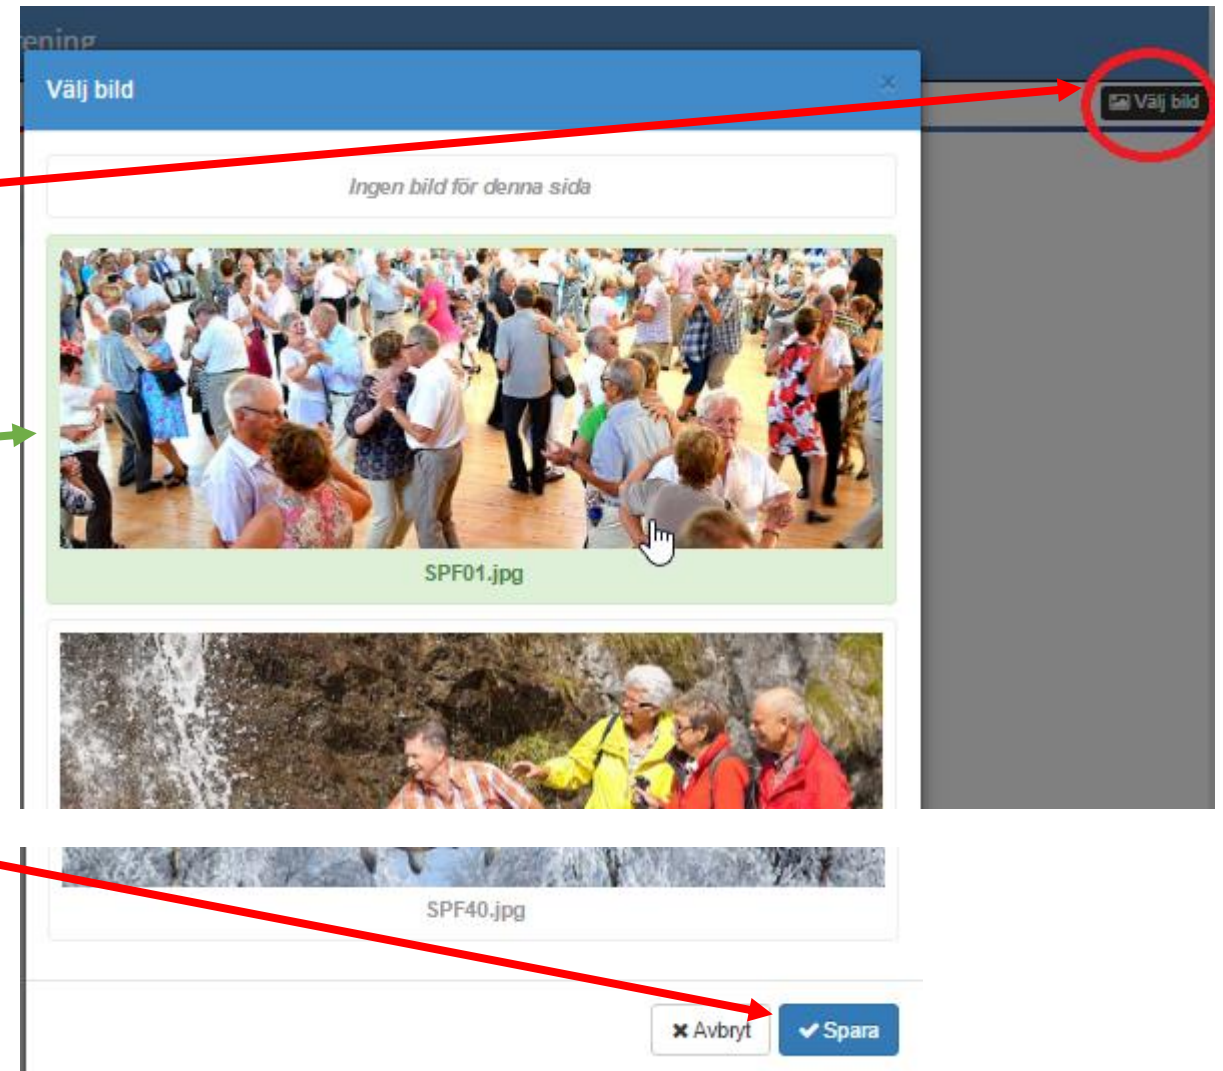 ening
Välj bild
×
Välj bild
Ingen bild för denna sida
SPF01.jpg
SPF40.jpg
Avbryt
Spara